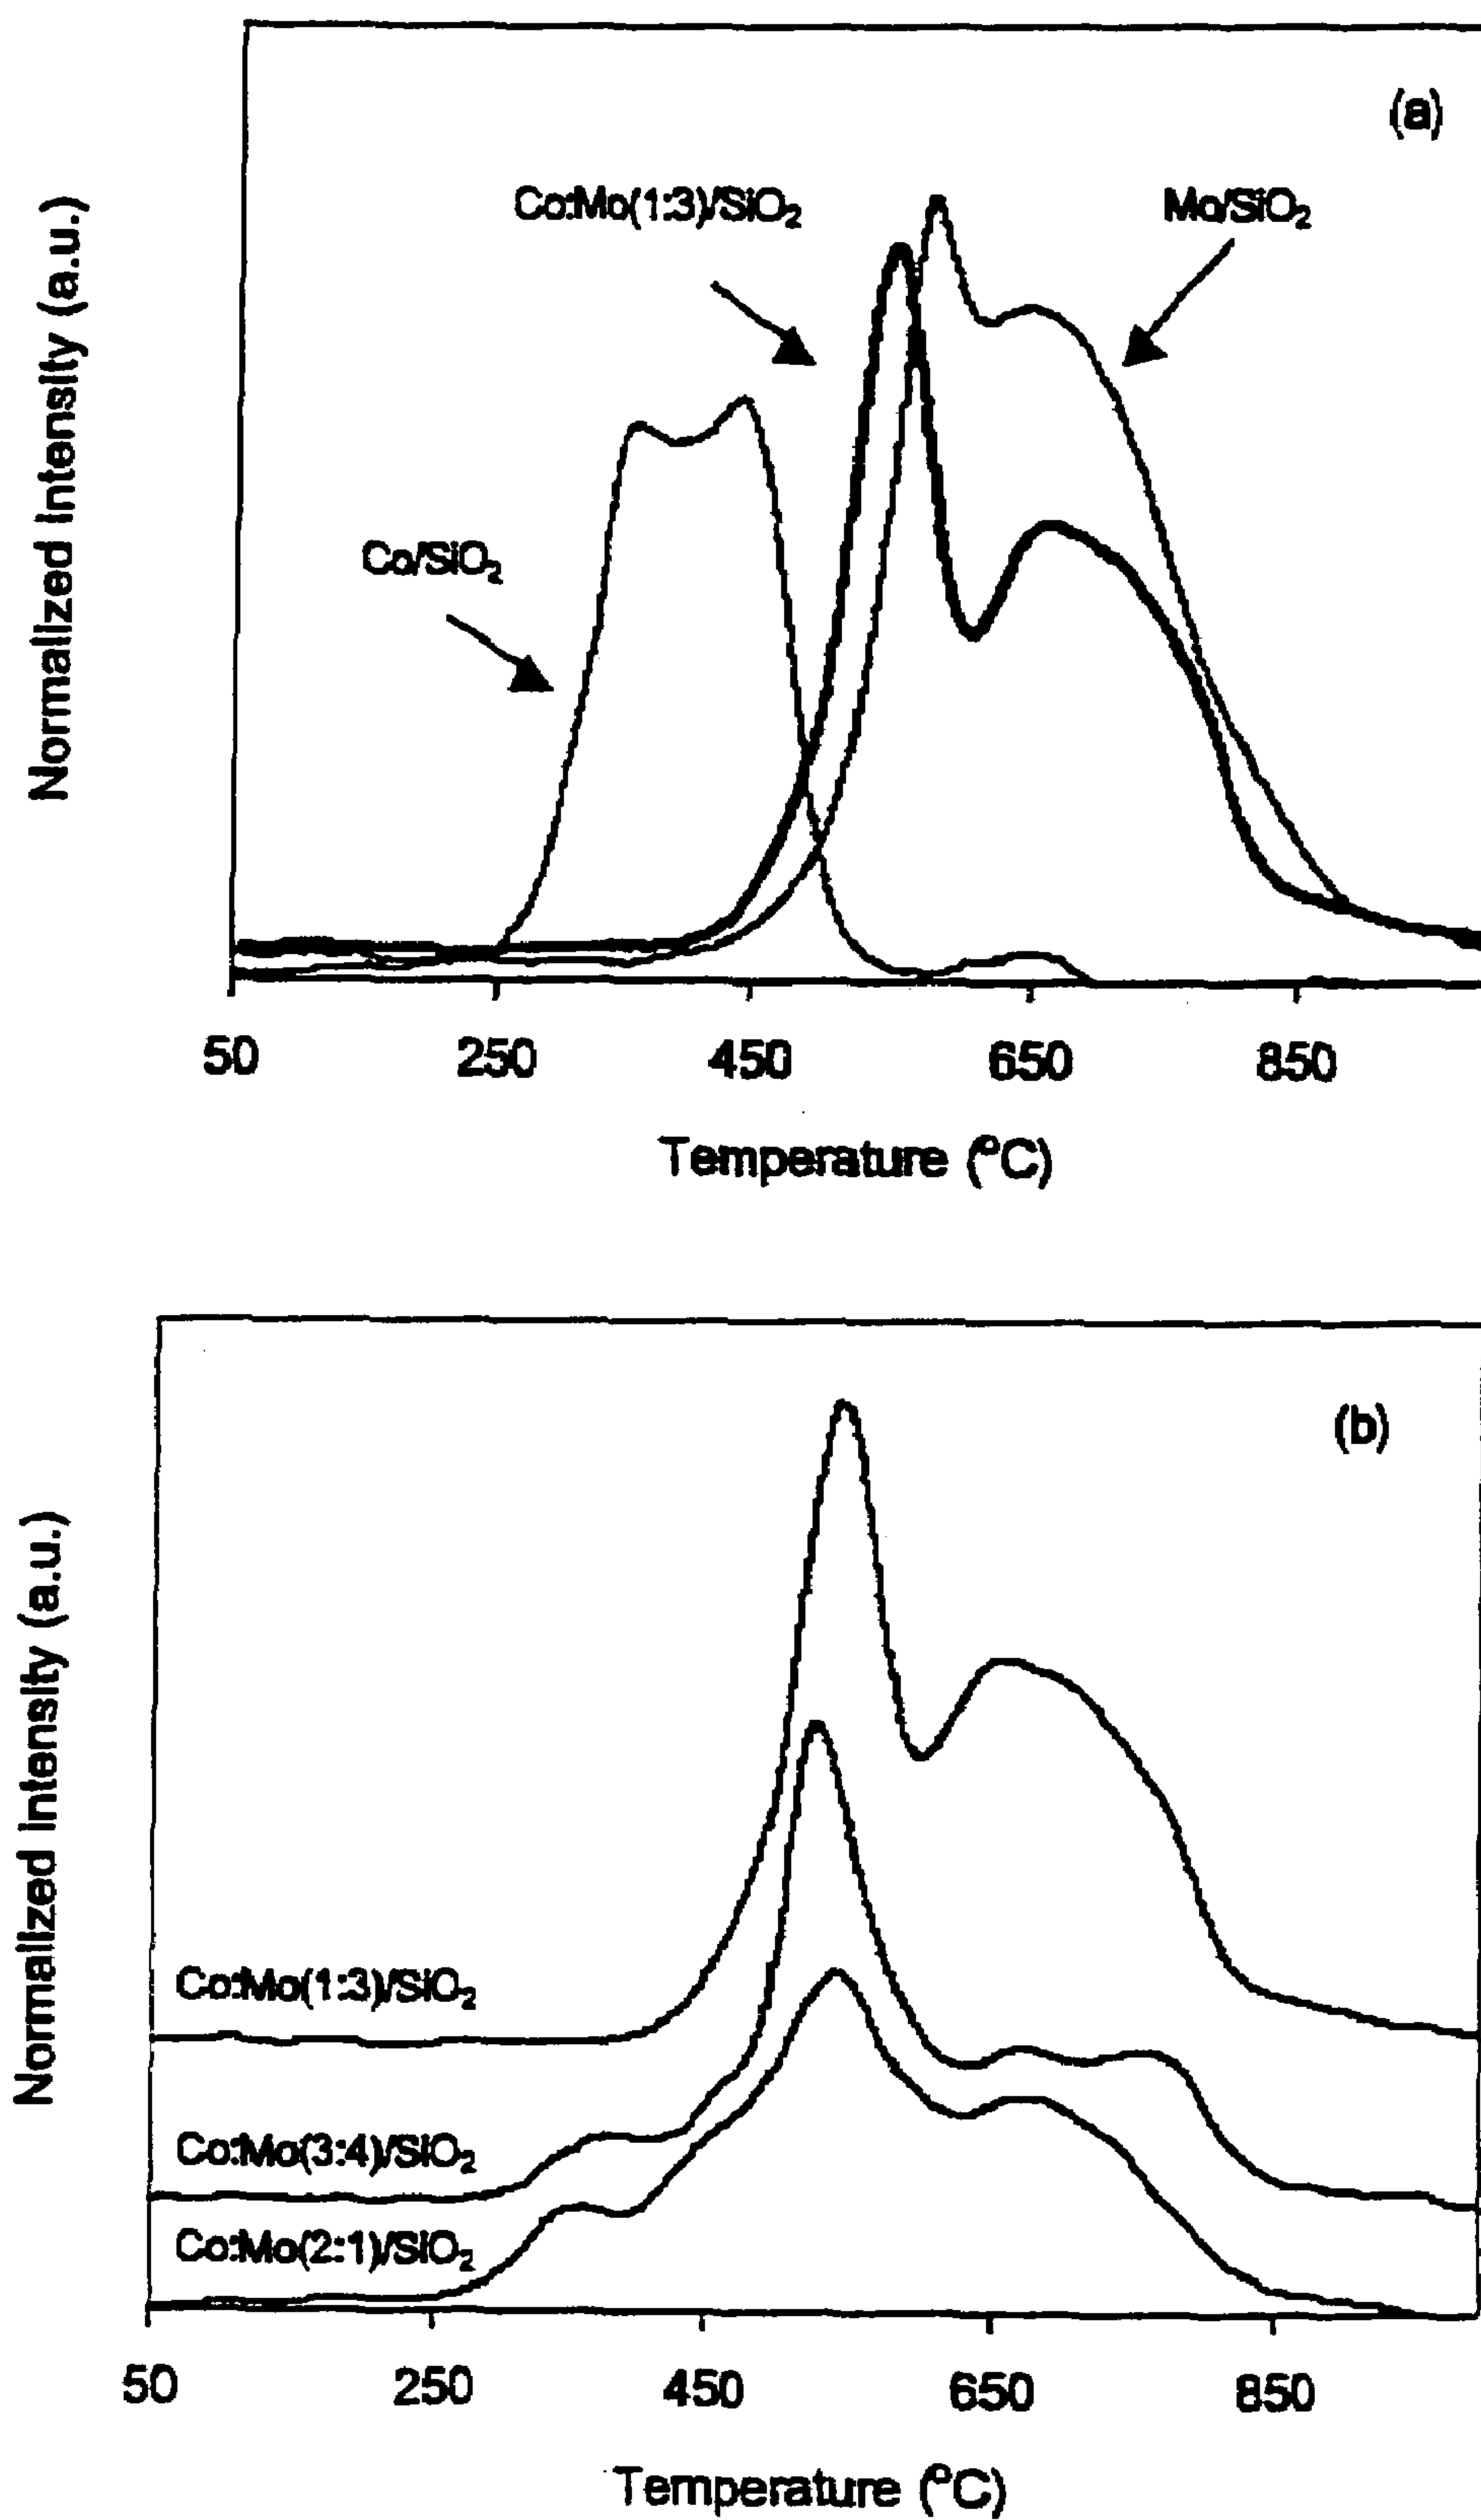 (a)
Co:Mo(1:3)/SiO₂
Mo/SiO₂
Co/SiO₂
Normalized intensity (a.u.)
50 250 450 650 850
Temperature (°C)
(b)
Normalized intensity (a.u.)
Co:Mo(1:3)/SiO₂
Co:Mo(3:4)/SiO₂
Co:Mo(2:1)/SiO₂
50 250 450 650 850
Temperature (°C)